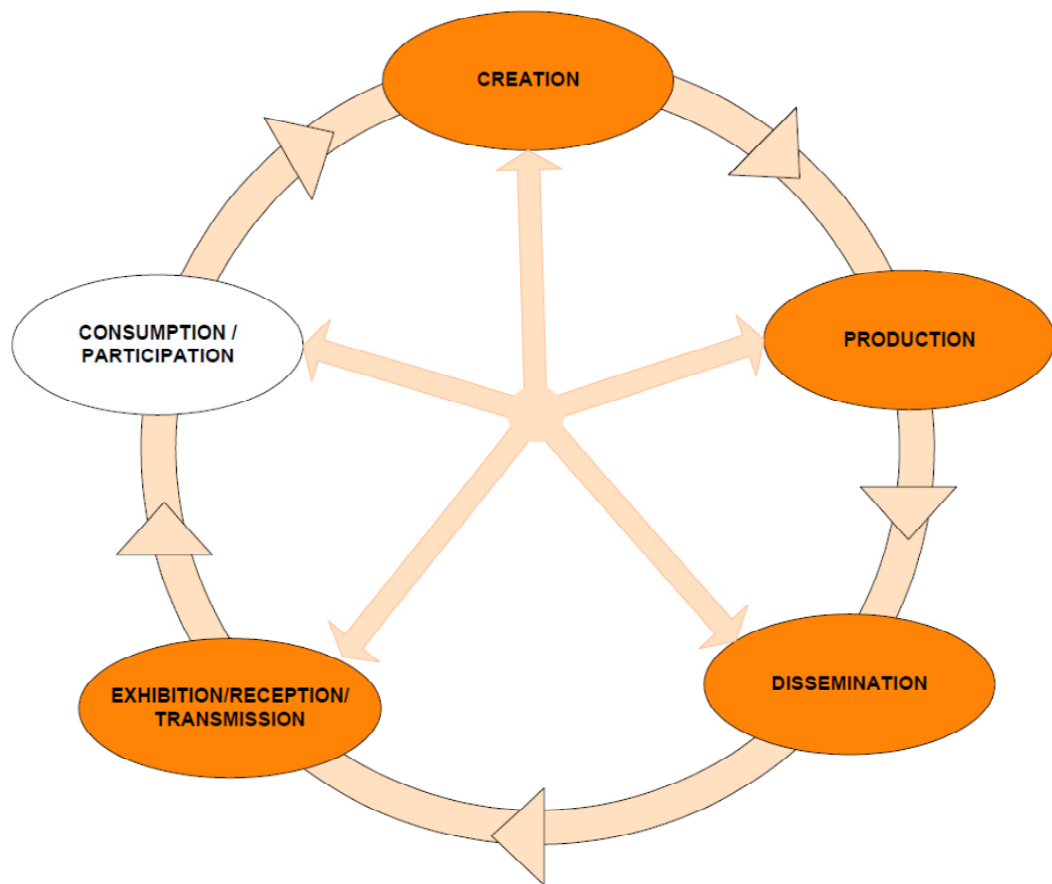 CREATION
PRODUCTION
DISSEMINATION
EXHIBITION/RECEPTION/
TRANSMISSION
CONSUMPTION /
PARTICIPATION